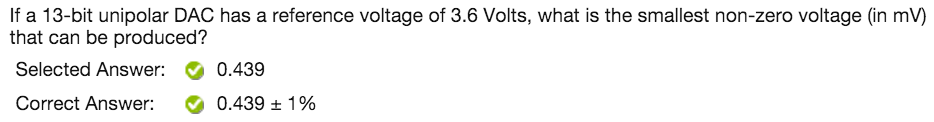 If a 13-bit unipolar DAC has a reference voltage of 3.6 Volts, what is the smallest non-zero voltage (in mV)
that can be produced?
Selected Answer: 0.439
Correct Answer: 0.439 ± 1%